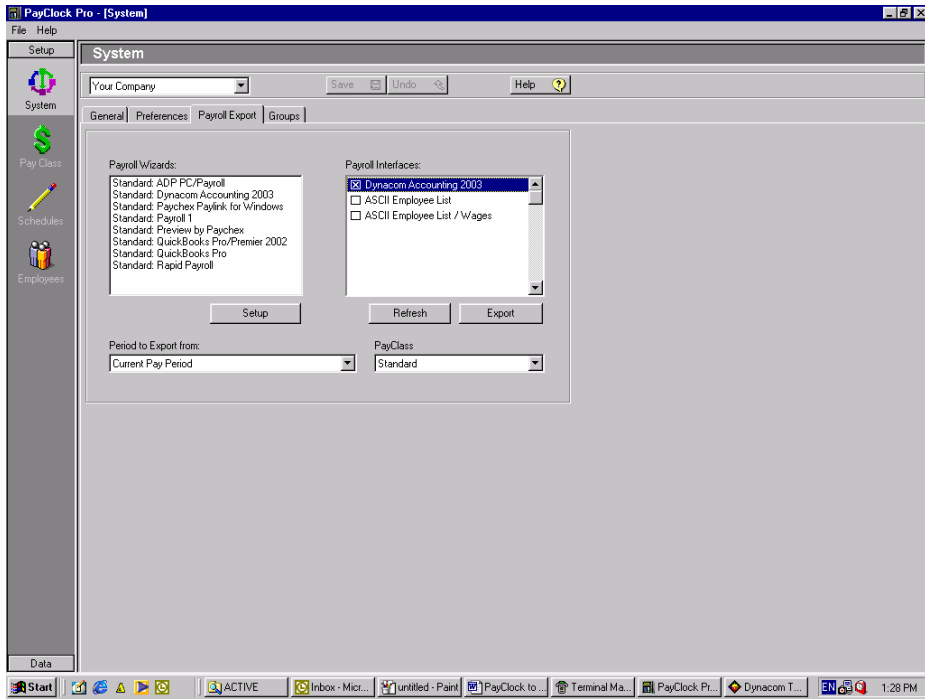 PayClock Pro - [System]
File Help
Setup
System
Your Company
Save Undo Help
System
General Preferences Payroll Export Groups
Pay Class
Schedules
Employees
Payroll Wizards:
Standard: ADP PC/Payroll
Standard: Dynacom Accounting 2003
Standard: Paychex Paylink for Windows
Standard: Payroll 1
Standard: Preview by Paychex
Standard: QuickBooks Pro/Premier 2002
Standard: QuickBooks Pro
Standard: Rapid Payroll
Setup
Payroll Interfaces:
Dynacom Accounting 2003
ASCII Employee List
ASCII Employee List / Wages
Refresh Export
Period to Export from:
Current Pay Period
PayClass
Standard
Data
Start ACTIVE Inbox - Micr... untitled - Paint PayClock to ... Terminal Ma... PayClock Pr... Dynacom T... EN 1:28 PM